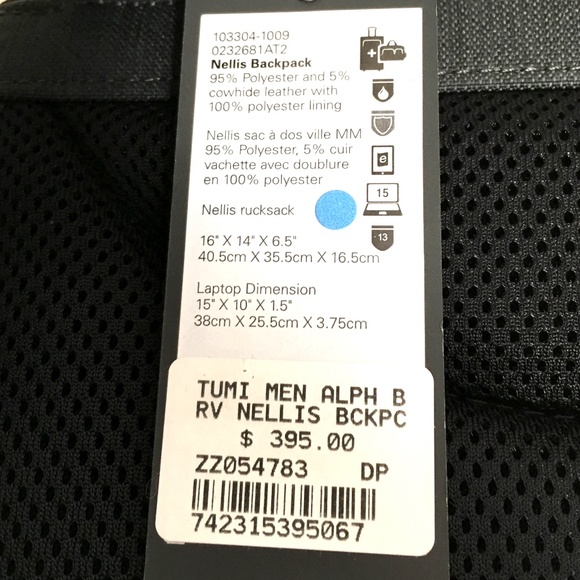 103304-1009
0232681AT2
Nellis Backpack
95% Polyester and 5%
cowhide leather with
100% polyester lining
Nellis sac à dos ville MM
95% Polyester, 5% cuir
vachette avec doublure
en 100% polyester
Nellis rucksack
16" X 14" X 6.5"
40.5cm X 35.5cm X 16.5cm
Laptop Dimension
15" X 10" X 1.5"
38cm X 25.5cm X 3.75cm
e
15
13
TUMI MEN ALPH B
RV NELLIS BCKPC
$ 395.00
ZZ054783 DP
742315395067